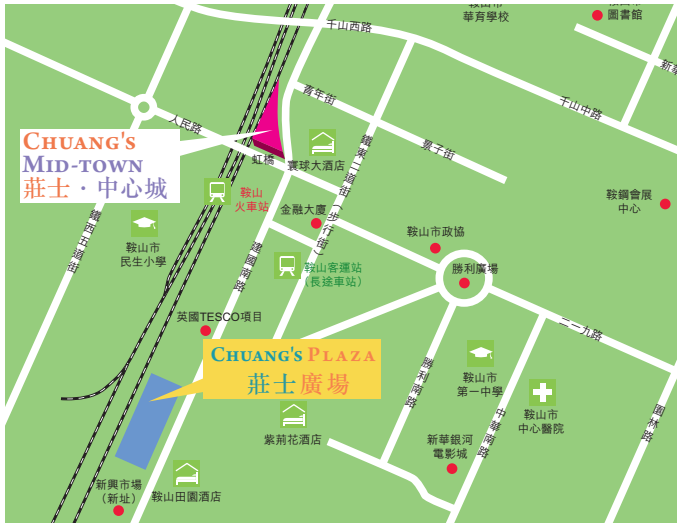 華育學校
圖書館
千山西路
新華
千山中路
青年街
人民路
CHUANG'S
MID-TOWN
莊士·中心城
虹橋
寰球大酒店
景子街
鐵東二道街(步行街)
鞍山
火車站
金融大廈
鞍鋼會展
中心
鐵西五道街
鞍山市
民生小學
建國南路
鞍山市政協
鞍山客運站
(長途車站)
勝利廣場
英國TESCO項目
二一九路
CHUANG'S PLAZA
莊士廣場
勝利南路
鞍山市
第一中學
中華南路
鞍山市
中心醫院
園林路
紫荊花酒店
新華銀河
電影城
新興市場
(新址)
鞍山田園酒店